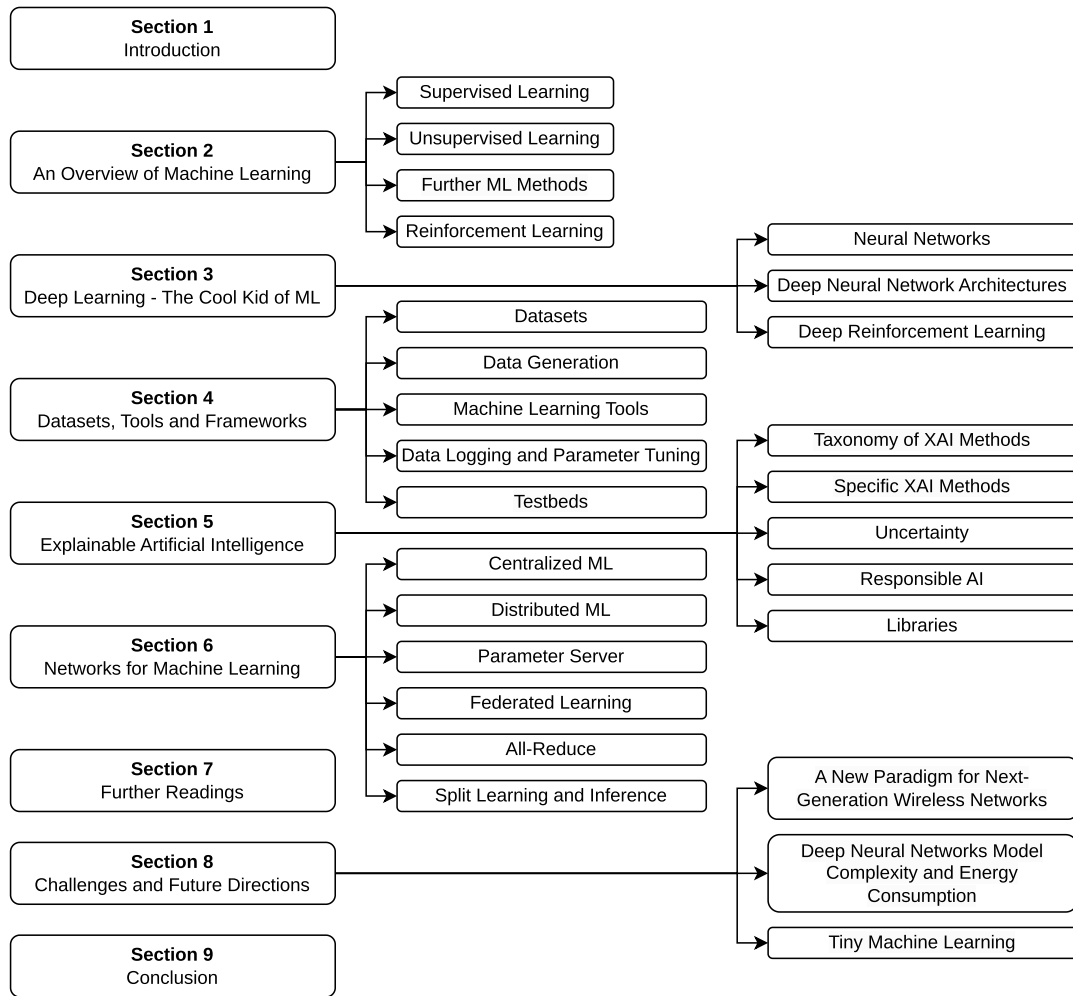 Section 1
Introduction
Section 2
An Overview of Machine Learning
Supervised Learning
Unsupervised Learning
Further ML Methods
Reinforcement Learning
Section 3
Deep Learning - The Cool Kid of ML
Neural Networks
Deep Neural Network Architectures
Deep Reinforcement Learning
Section 4
Datasets, Tools and Frameworks
Datasets
Data Generation
Machine Learning Tools
Data Logging and Parameter Tuning
Testbeds
Section 5
Explainable Artificial Intelligence
Taxonomy of XAI Methods
Specific XAI Methods
Uncertainty
Responsible AI
Libraries
Section 6
Networks for Machine Learning
Centralized ML
Distributed ML
Parameter Server
Federated Learning
All-Reduce
Split Learning and Inference
Section 7
Further Readings
Section 8
Challenges and Future Directions
A New Paradigm for Next-
Generation Wireless Networks
Deep Neural Networks Model
Complexity and Energy
Consumption
Tiny Machine Learning
Section 9
Conclusion